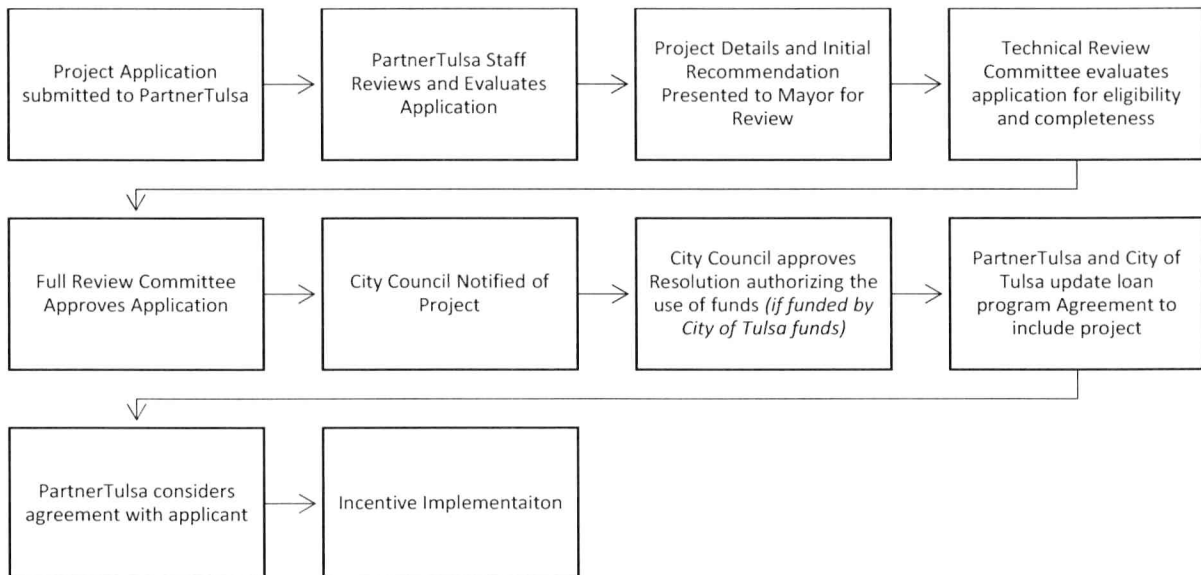 Project Application
submitted to PartnerTulsa
PartnerTulsa Staff
Reviews and Evaluates
Application
Project Details and Initial
Recommendation
Presented to Mayor for
Review
Technical Review
Committee evaluates
application for eligibility
and completeness
Full Review Committee
Approves Application
City Council Notified of
Project
City Council approves
Resolution authorizing the
use of funds (if funded by
City of Tulsa funds)
PartnerTulsa and City of
Tulsa update loan
program Agreement to
include project
PartnerTulsa considers
agreement with applicant
Incentive Implementaiton